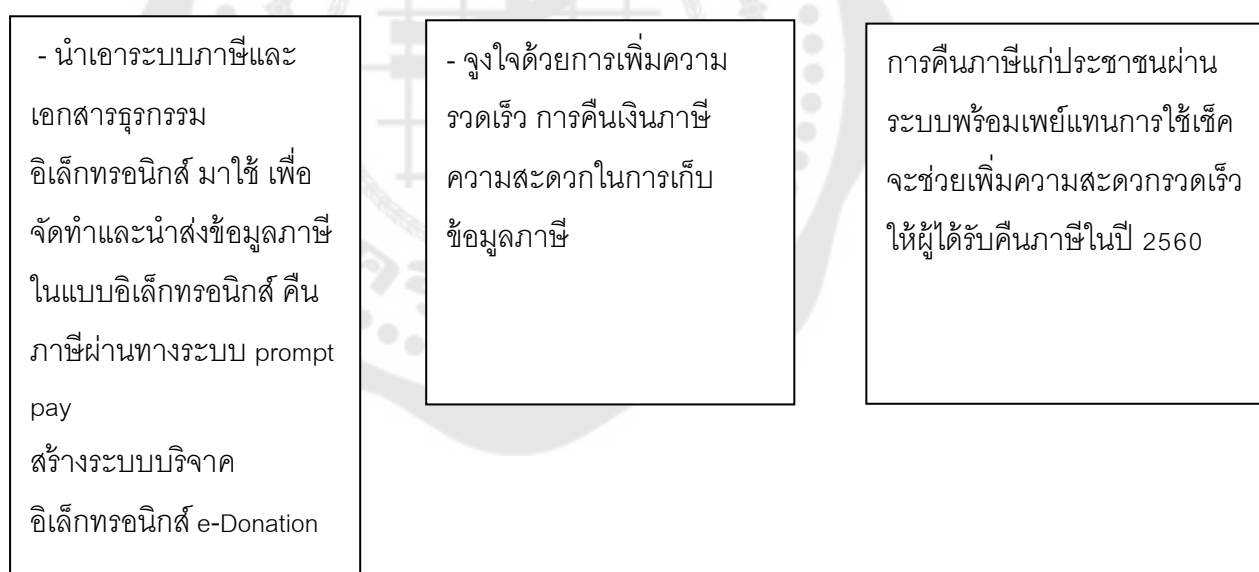 - นำเอาระบบภาษีและ
เอกสารธุรกรรม
อิเล็กทรอนิกส์ มาใช้ เพื่อ
จัดทำและนำส่งข้อมูลภาษี
ในแบบอิเล็กทรอนิกส์ คืน
ภาษีผ่านทางระบบ prompt
pay
สร้างระบบบริจาค
อิเล็กทรอนิกส์ e-Donation
- จูงใจด้วยการเพิ่มความ
รวดเร็ว การคืนเงินภาษี
ความสะดวกในการเก็บ
ข้อมูลภาษี
การคืนภาษีแก่ประชาชนผ่าน
ระบบพร้อมเพย์แทนการใช้เช็ค
จะช่วยเพิ่มความสะดวกรวดเร็ว
ให้ผู้ได้รับคืนภาษีในปี 2560